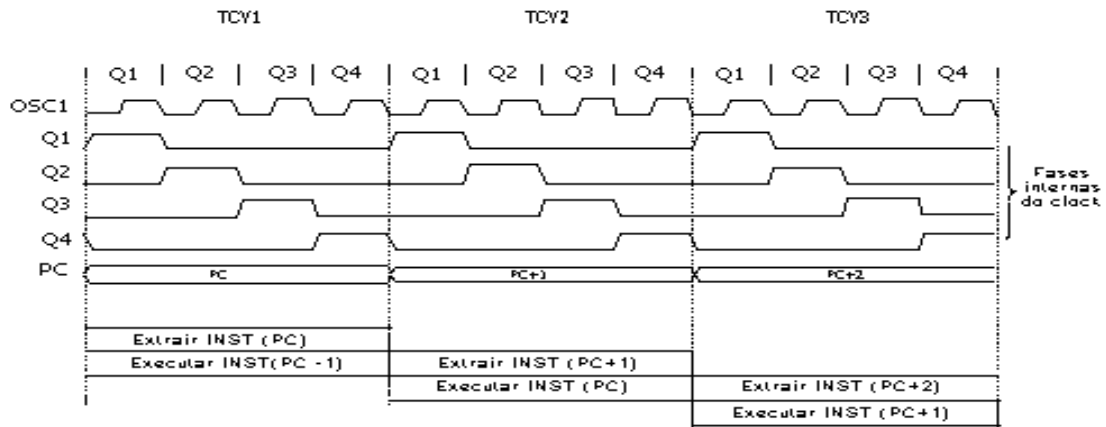 TCY1 TCY2 TCY3
Q1 Q2 Q3 Q4 Q1 Q2 Q3 Q4 Q1 Q2 Q3 Q4
OSC1
Q1
Q2
Q3
Q4
Fases
internas
do clock
PC PC PC+1 PC+2
Extrair INST (PC)
Executar INST(PC -1) Extrair INST (PC+1)
Executar INST (PC) Extrair INST (PC+2)
Executar INST (PC+1)